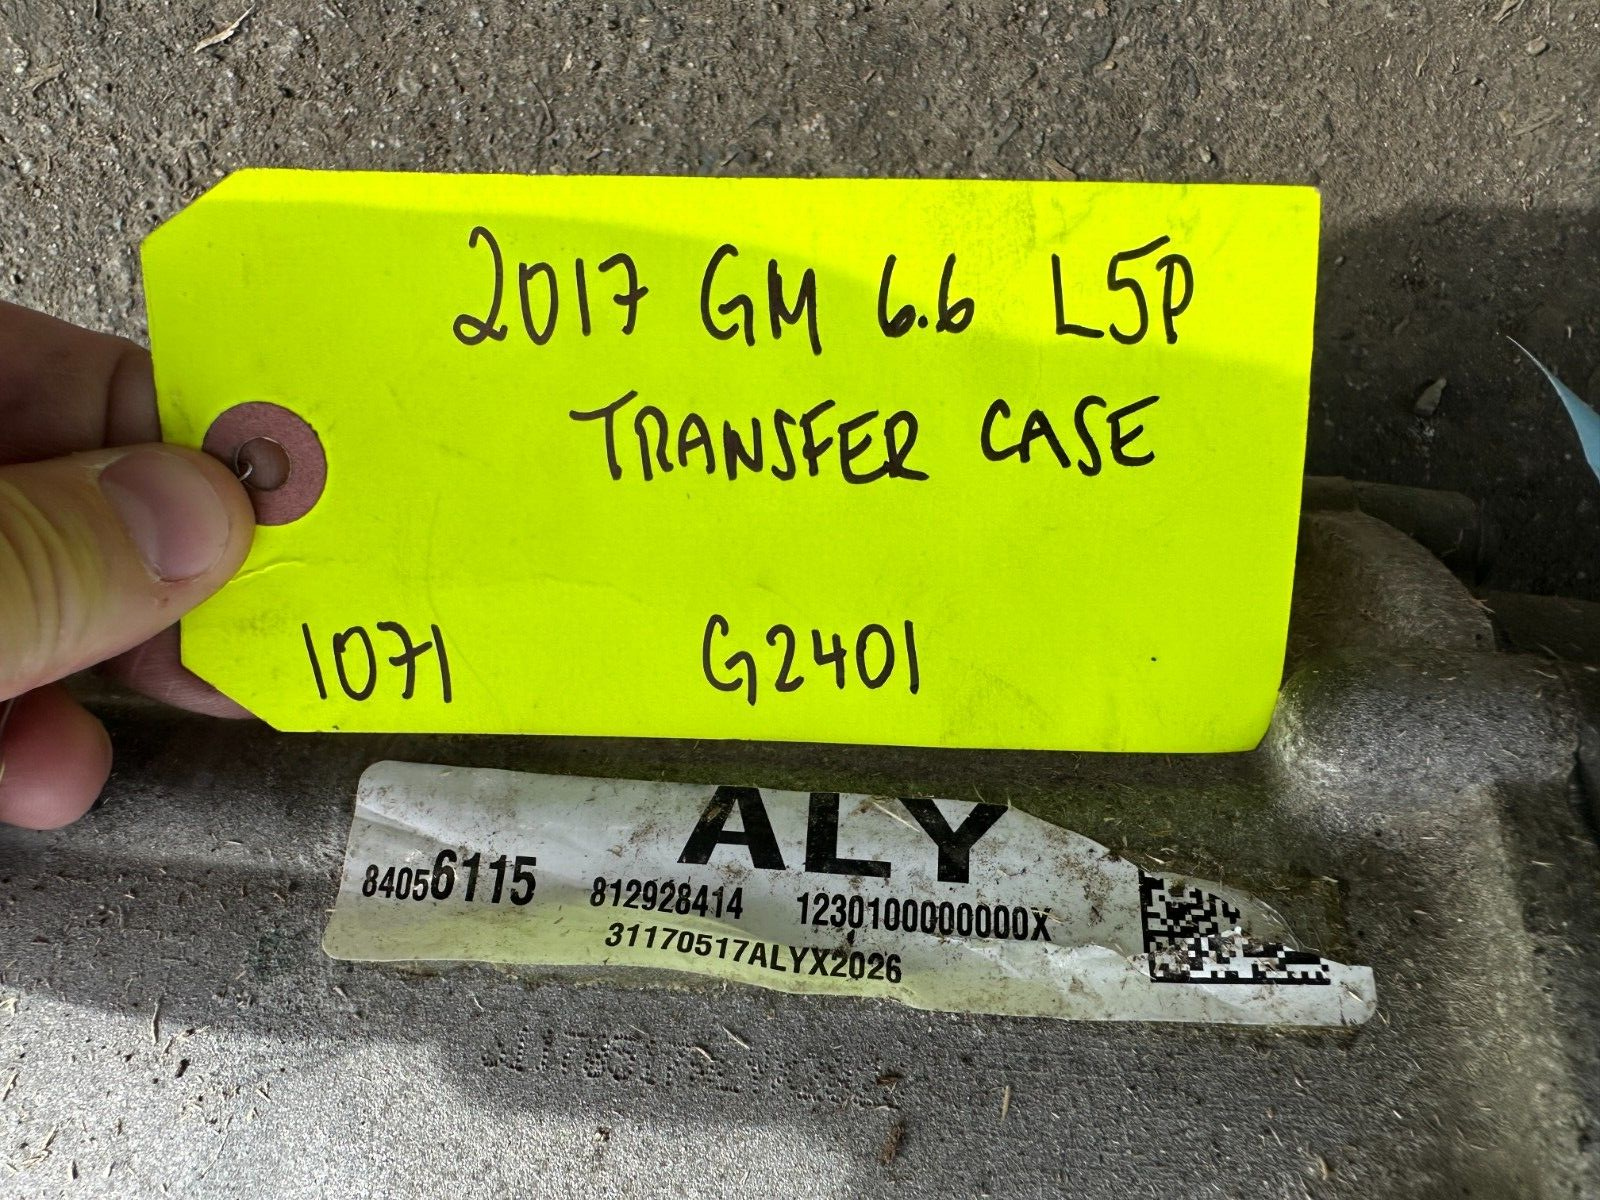 2017 GM 6.6 L5P
TRANSFER CASE
1071 G2401
ALY
84056115 812928414 1230100000000X
31170517ALYX2026